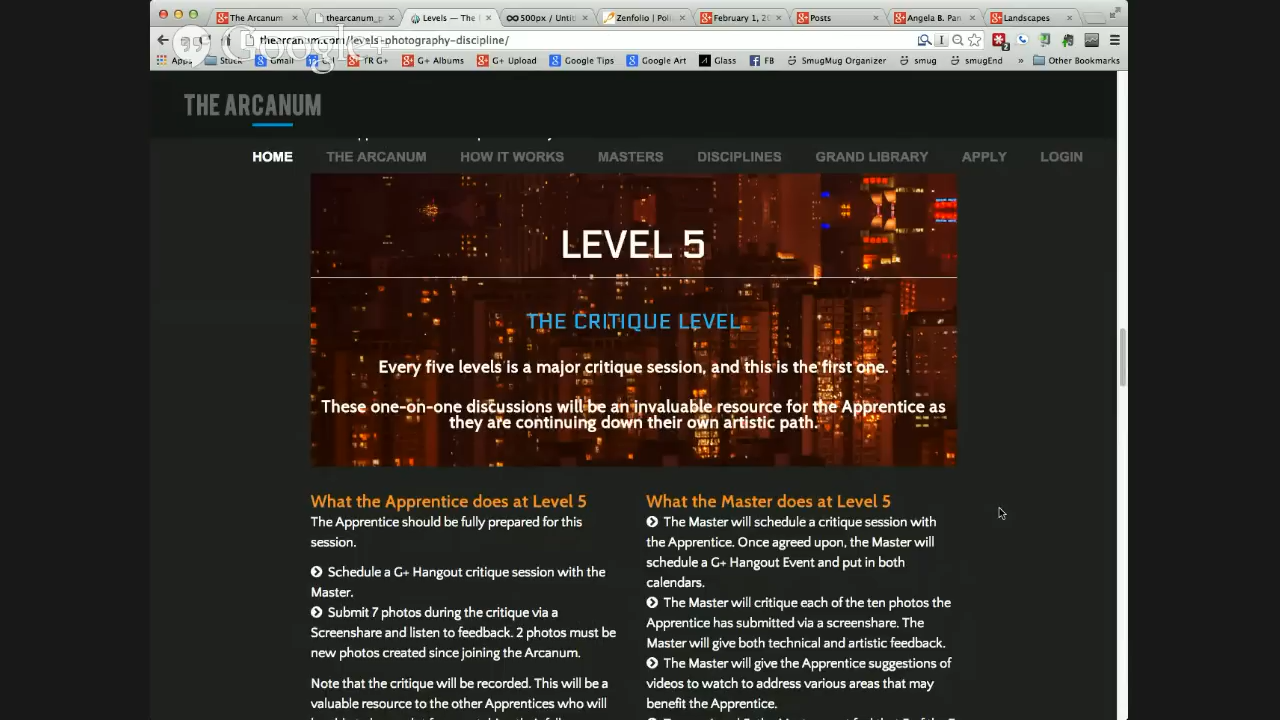 The Arcanum
thearcanum_p
Levels — The
500px / Unti
Zenfolio | Pol
February 1, 20
Posts
Angela B. Pan
Landscapes
thearcanum.com/levels-photography-discipline/
Google+
Apps
Stuck
Gmail
TR G+
G+ Albums
G+ Upload
Google Tips
Google Art
Glass
FB
SmugMug Organizer
smug
smugEnd
»
Other Bookmarks
THE ARCANUM
HOME
THE ARCANUM
HOW IT WORKS
MASTERS
DISCIPLINES
GRAND LIBRARY
APPLY
LOGIN
LEVEL 5
THE CRITIQUE LEVEL
Every five levels is a major critique session, and this is the first one.
These one-on-one discussions will be an invaluable resource for the Apprentice as
they are continuing down their own artistic path.
What the Apprentice does at Level 5
The Apprentice should be fully prepared for this
session.
Schedule a G+ Hangout critique session with the
Master.
Submit 7 photos during the critique via a
Screenshare and listen to feedback. 2 photos must be
new photos created since joining the Arcanum.
Note that the critique will be recorded. This will be a
valuable resource to the other Apprentices who will
What the Master does at Level 5
The Master will schedule a critique session with
the Apprentice. Once agreed upon, the Master will
schedule a G+ Hangout Event and put in both
calendars.
The Master will critique each of the ten photos the
Apprentice has submitted via a screenshare. The
Master will give both technical and artistic feedback.
The Master will give the Apprentice suggestions of
videos to watch to address various areas that may
benefit the Apprentice.